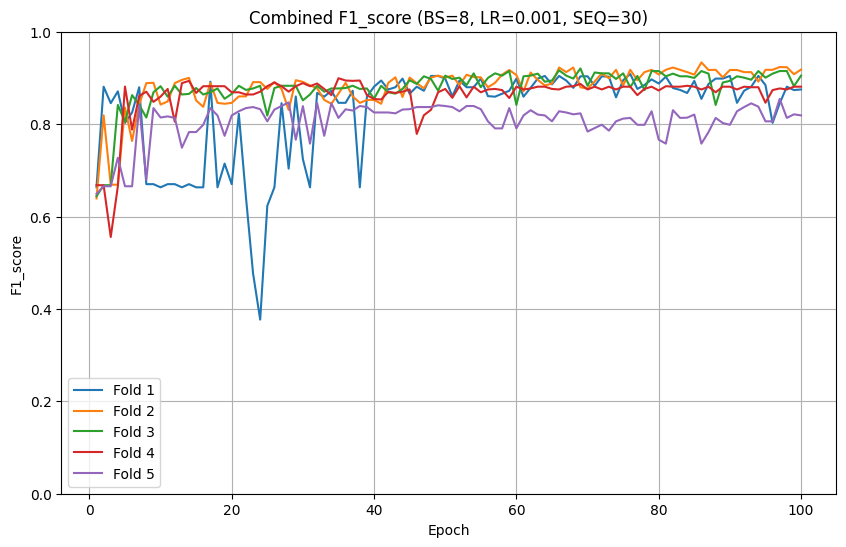 Combined F1_score (BS=8, LR=0.001, SEQ=30)
1.0
0.8
0.6
0.4
0.2
0.0
F1_score
Fold 1
Fold 2
Fold 3
Fold 4
Fold 5
0 20 40 60 80 100
Epoch